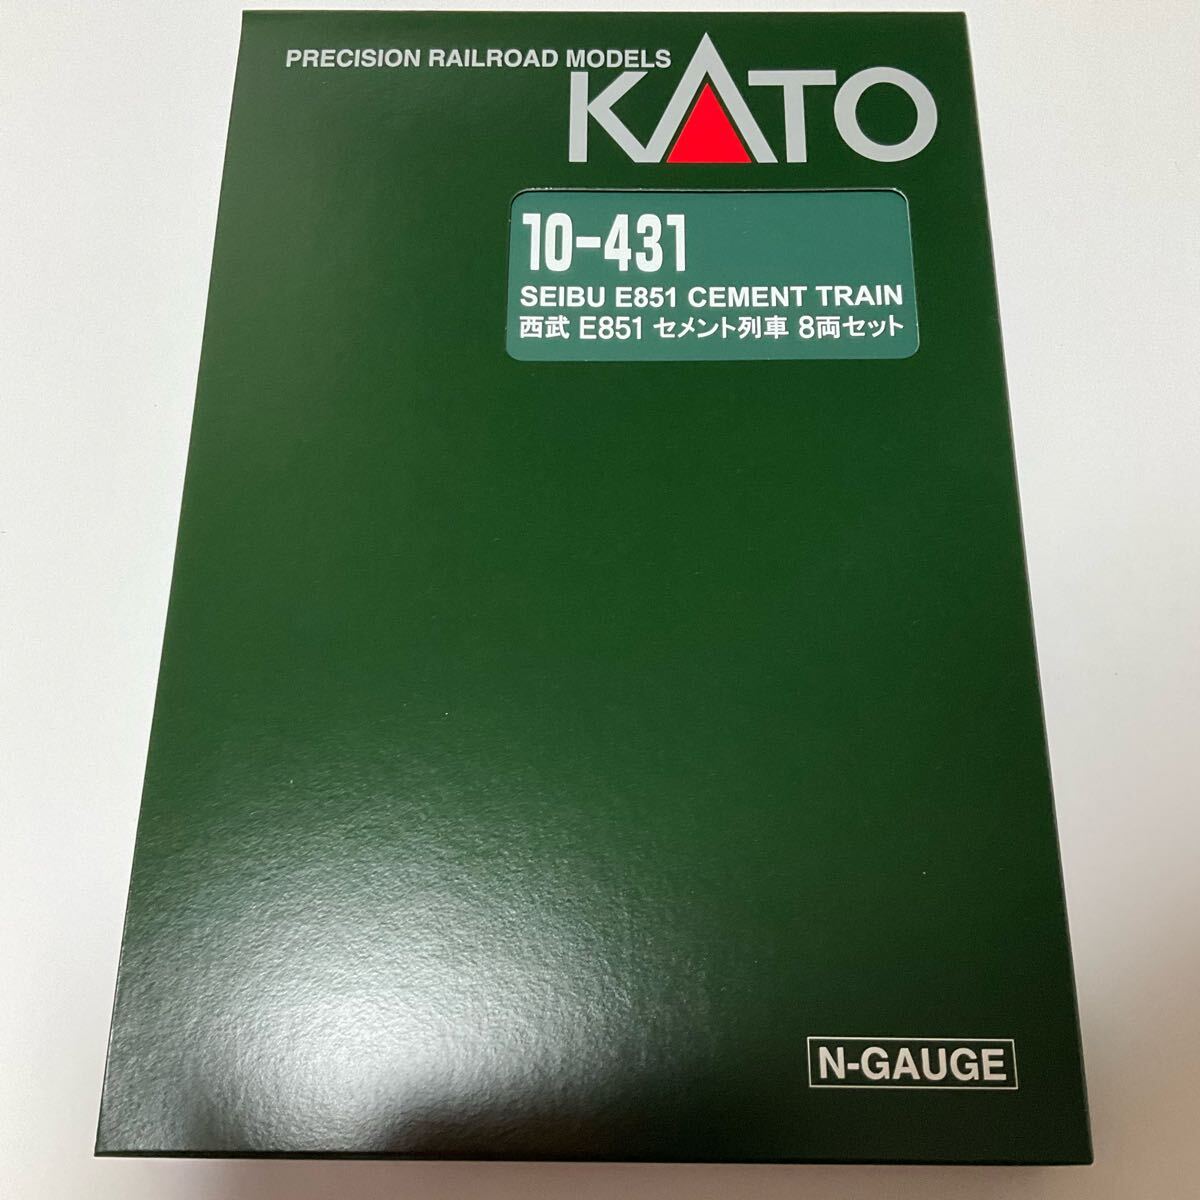 PRECISION RAILROAD MODELS
KATO
10-431
SEIBU E851 CEMENT TRAIN
西武 E851 セメント列車 8両セット
N-GAUGE